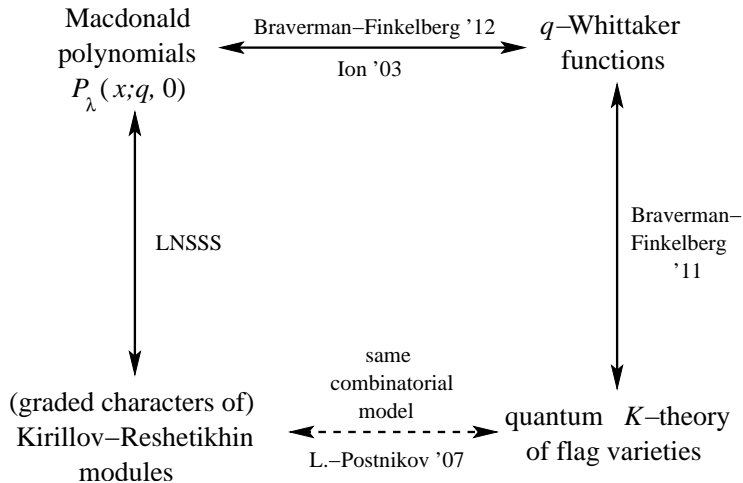 Macdonald
polynomials
P_λ(x;q, 0)
Braverman–Finkelberg '12
Ion '03
q–Whittaker
functions
LNSSS
Braverman–
Finkelberg
'11
(graded characters of)
Kirillov–Reshetikhin
modules
same
combinatorial
model
L.–Postnikov '07
quantum K–theory
of flag varieties